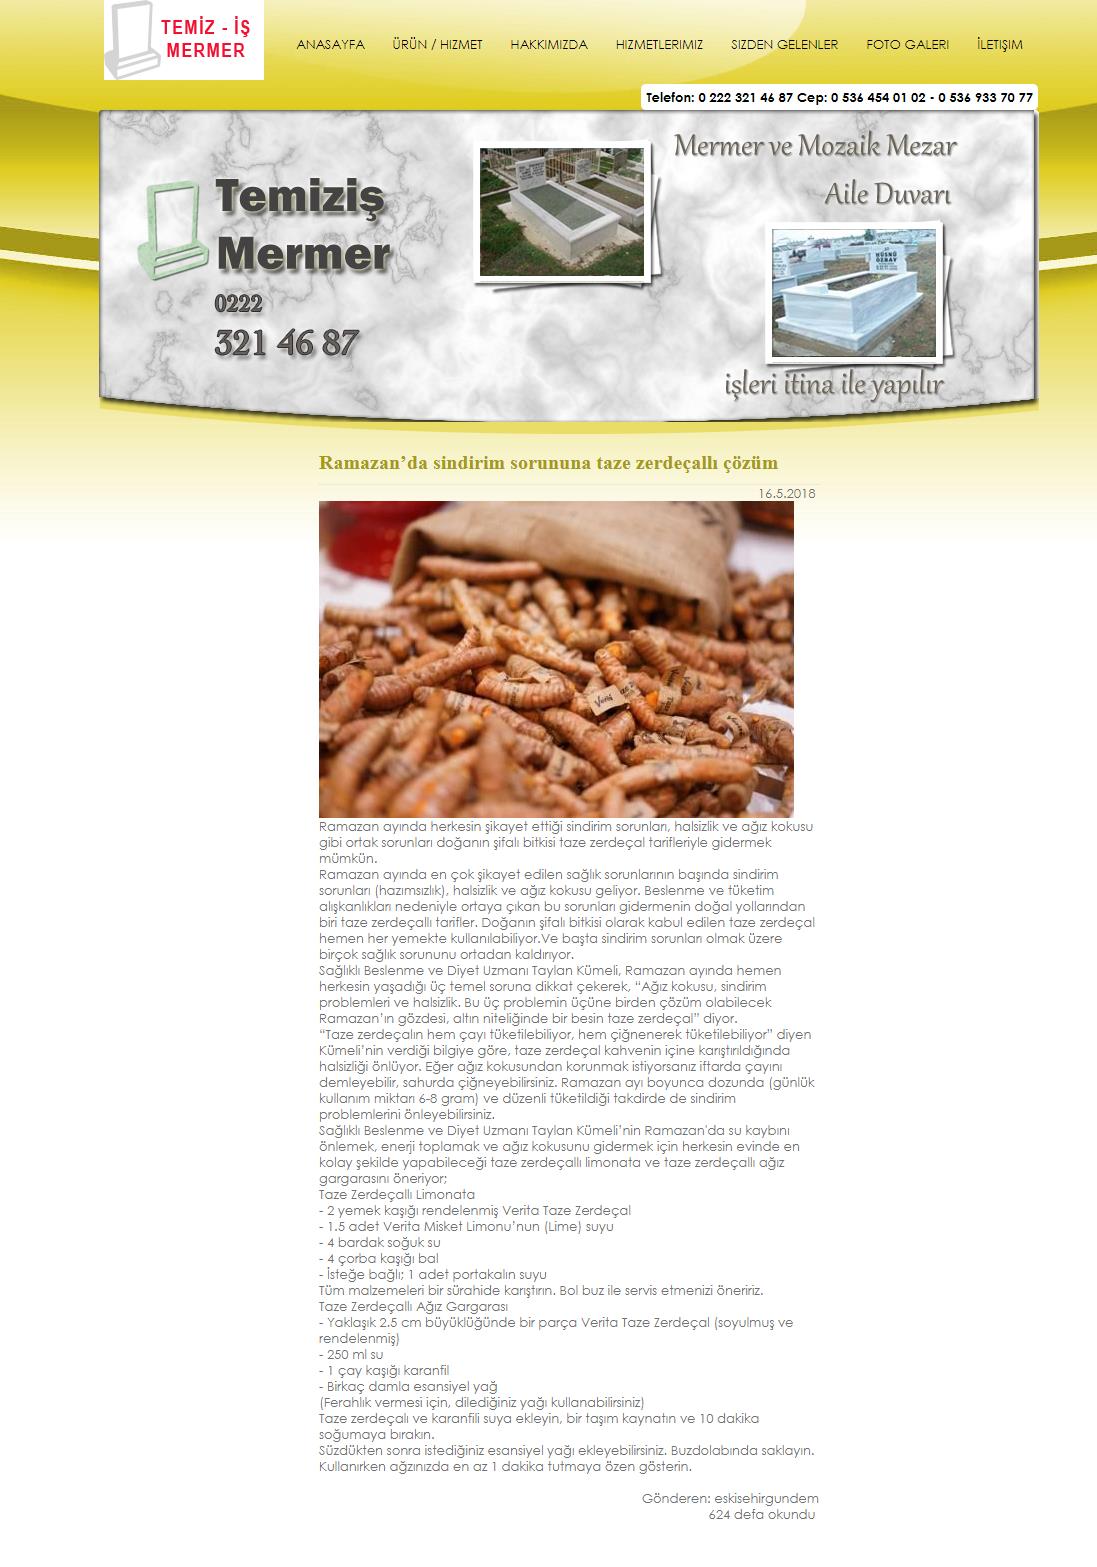 TEMİZ - İŞ
MERMER
ANASAYFA ÜRÜN / HIZMET HAKKIMIZDA HIZMETLERIMIZ SIZDEN GELENLER FOTO GALERI İLETIŞIM
Telefon: 0 222 321 46 87 Cep: 0 536 454 01 02 - 0 536 933 70 77
Temiziş
Mermer
0222
321 46 87
Mermer ve Mozaik Mezar
Aile Duvarı
HÜSNÜ
ÖZBAY
işleri itina ile yapılır
Ramazan’da sindirim sorununa taze zerdeçallı çözüm
16.5.2018
Ramazan ayında herkesin şikayet ettiği sindirim sorunları, halsizlik ve ağız kokusu
gibi ortak sorunları doğanın şifalı bitkisi taze zerdeçal tarifleriyle gidermek
mümkün.
Ramazan ayında en çok şikayet edilen sağlık sorunlarının başında sindirim
sorunları (hazımsızlık), halsizlik ve ağız kokusu geliyor. Beslenme ve tüketim
alışkanlıkları nedeniyle ortaya çıkan bu sorunları gidermenin doğal yollarından
biri taze zerdeçallı tarifler. Doğanın şifalı bitkisi olarak kabul edilen taze zerdeçal
hemen her yemekte kullanılabiliyor.Ve başta sindirim sorunları olmak üzere
birçok sağlık sorununu ortadan kaldırıyor.
Sağlıklı Beslenme ve Diyet Uzmanı Taylan Kümeli, Ramazan ayında hemen
herkesin yaşadığı üç temel soruna dikkat çekerek, “Ağız kokusu, sindirim
problemleri ve halsizlik. Bu üç problemin üçüne birden çözüm olabilecek
Ramazan’ın gözdesi, altın niteliğinde bir besin taze zerdeçal” diyor.
“Taze zerdeçalın hem çayı tüketilebiliyor, hem çiğnenerek tüketilebiliyor” diyen
Kümeli’nin verdiği bilgiye göre, taze zerdeçal kahvenin içine karıştırıldığında
halsizliği önlüyor. Eğer ağız kokusundan korunmak istiyorsanız iftarda çayını
demleyebilir, sahurda çiğneyebilirsiniz. Ramazan ayı boyunca dozunda (günlük
kullanım miktarı 6-8 gram) ve düzenli tüketildiği takdirde de sindirim
problemlerini önleyebilirsiniz.
Sağlıklı Beslenme ve Diyet Uzmanı Taylan Kümeli’nin Ramazan'da su kaybını
önlemek, enerji toplamak ve ağız kokusunu gidermek için herkesin evinde en
kolay şekilde yapabileceği taze zerdeçallı limonata ve taze zerdeçallı ağız
gargarasını öneriyor;
Taze Zerdeçallı Limonata
- 2 yemek kaşığı rendelenmiş Verita Taze Zerdeçal
- 1.5 adet Verita Misket Limonu’nun (Lime) suyu
- 4 bardak soğuk su
- 4 çorba kaşığı bal
- İsteğe bağlı; 1 adet portakalın suyu
Tüm malzemeleri bir sürahide karıştırın. Bol buz ile servis etmenizi öneririz.
Taze Zerdeçallı Ağız Gargarası
- Yaklaşık 2.5 cm büyüklüğünde bir parça Verita Taze Zerdeçal (soyulmuş ve
rendelenmiş)
- 250 ml su
- 1 çay kaşığı karanfil
- Birkaç damla esansiyel yağ
(Ferahlık vermesi için, dilediğiniz yağı kullanabilirsiniz)
Taze zerdeçalı ve karanfili suya ekleyin, bir taşım kaynatın ve 10 dakika
soğumaya bırakın.
Süzdükten sonra istediğiniz esansiyel yağı ekleyebilirsiniz. Buzdolabında saklayın.
Kullanırken ağzınızda en az 1 dakika tutmaya özen gösterin.
Gönderen: eskisehirgundem
624 defa okundu